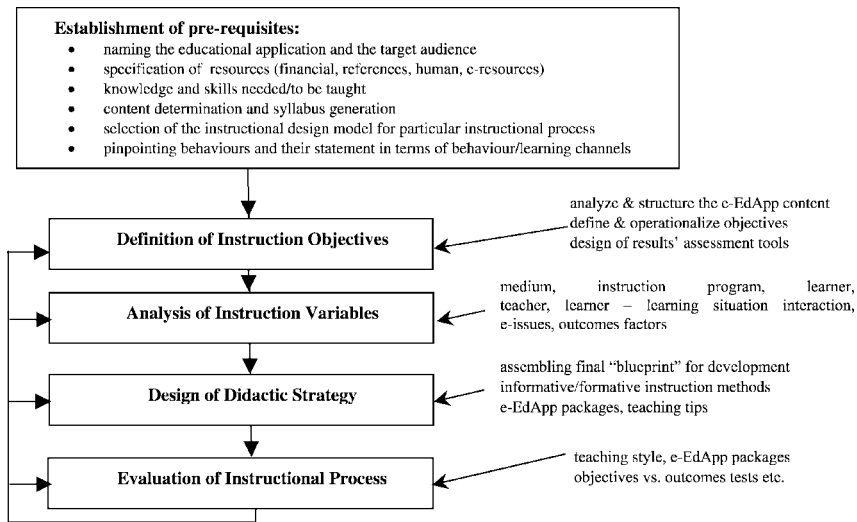 Establishment of pre-requisites:
• naming the educational application and the target audience
• specification of resources (financial, references, human, e-resources)
• knowledge and skills needed/to be taught
• content determination and syllabus generation
• selection of the instructional design model for particular instructional process
• pinpointing behaviours and their statement in terms of behaviour/learning channels
Definition of Instruction Objectives
analyze & structure the e-EdApp content
define & operationalize objectives
design of results' assessment tools
Analysis of Instruction Variables
medium, instruction program, learner,
teacher, learner – learning situation interaction,
e-issues, outcomes factors
Design of Didactic Strategy
assembling final “blueprint” for development
informative/formative instruction methods
e-EdApp packages, teaching tips
Evaluation of Instructional Process
teaching style, e-EdApp packages
objectives vs. outcomes tests etc.